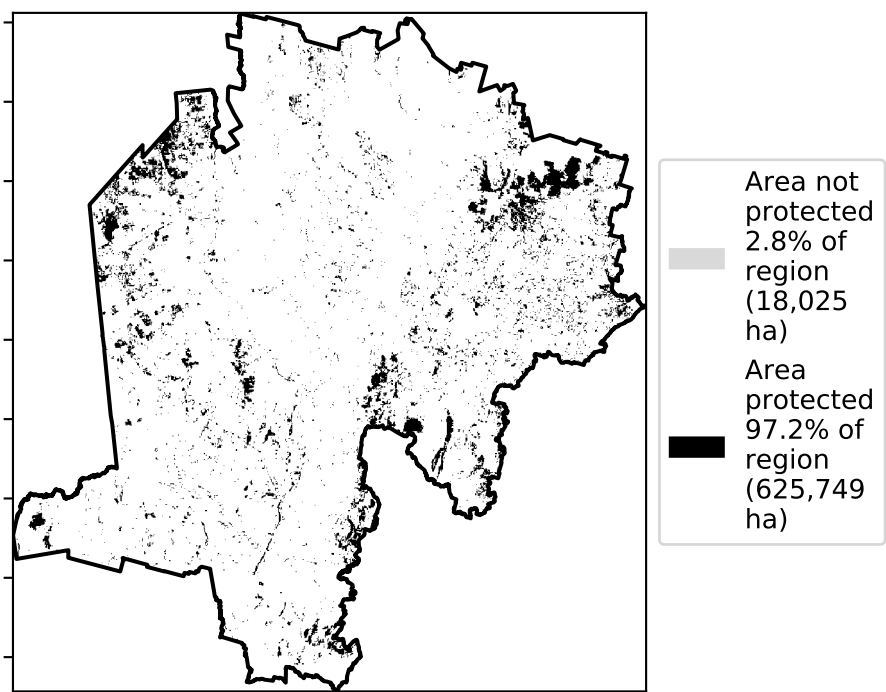 Area not
protected
2.8% of
region
(18,025
ha)
Area
protected
97.2% of
region
(625,749
ha)